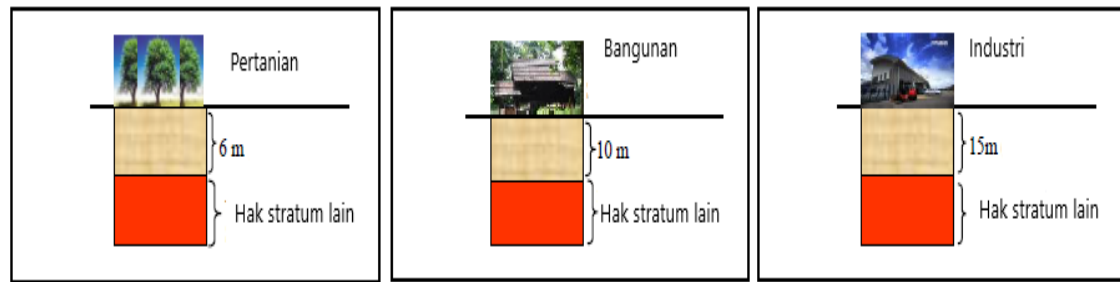 Pertanian
6 m
Hak stratum lain
Bangunan
10 m
Hak stratum lain
Industri
15m
Hak stratum lain